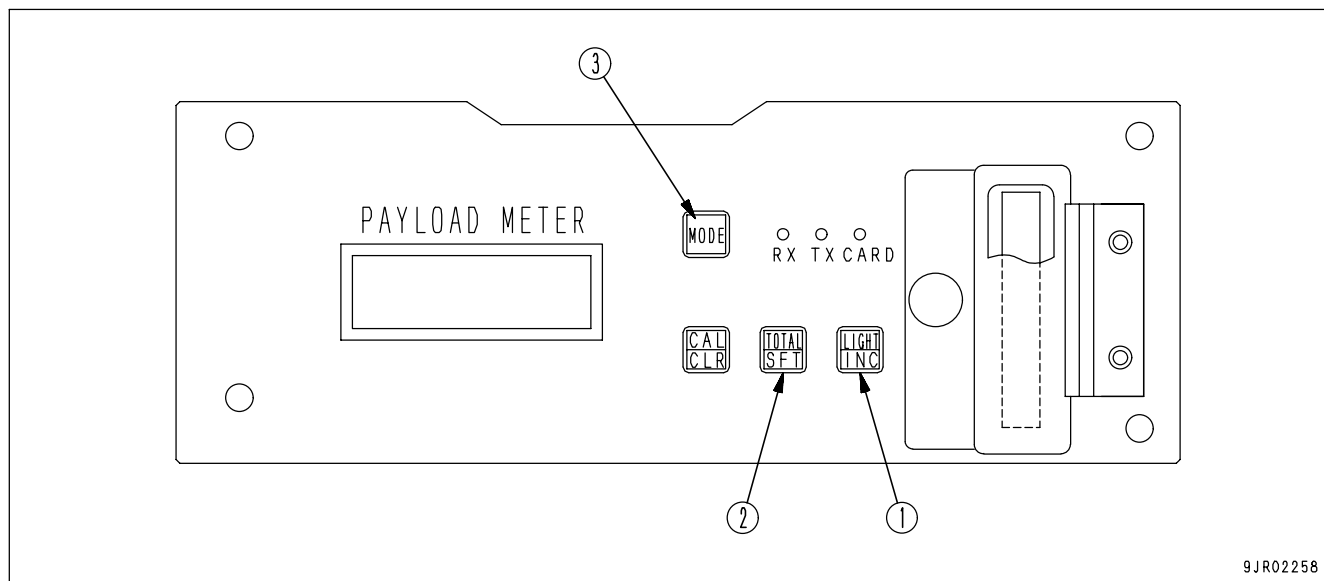 3
PAYLOAD METER
MODE
RX TX CARD
CAL
CLR
TOTAL
SFT
LIGHT
INC
2
1
9JR02258